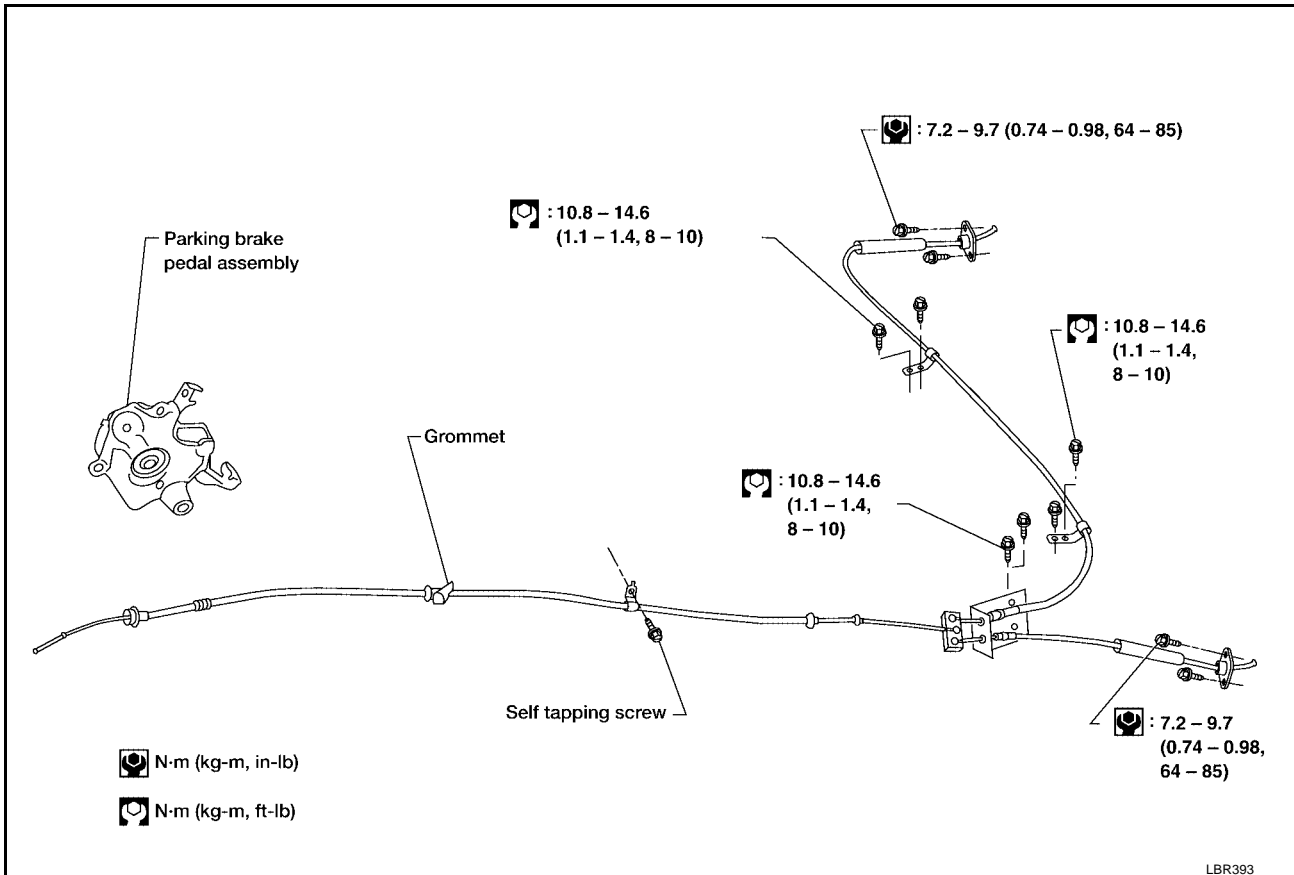 : 7.2 – 9.7 (0.74 – 0.98, 64 – 85)
: 10.8 – 14.6
(1.1 – 1.4, 8 – 10)
Parking brake
pedal assembly
: 10.8 – 14.6
(1.1 – 1.4,
8 – 10)
Grommet
: 10.8 – 14.6
(1.1 – 1.4,
8 – 10)
Self tapping screw
: 7.2 – 9.7
(0.74 – 0.98,
64 – 85)
N·m (kg-m, in-lb)
N·m (kg-m, ft-lb)
LBR393